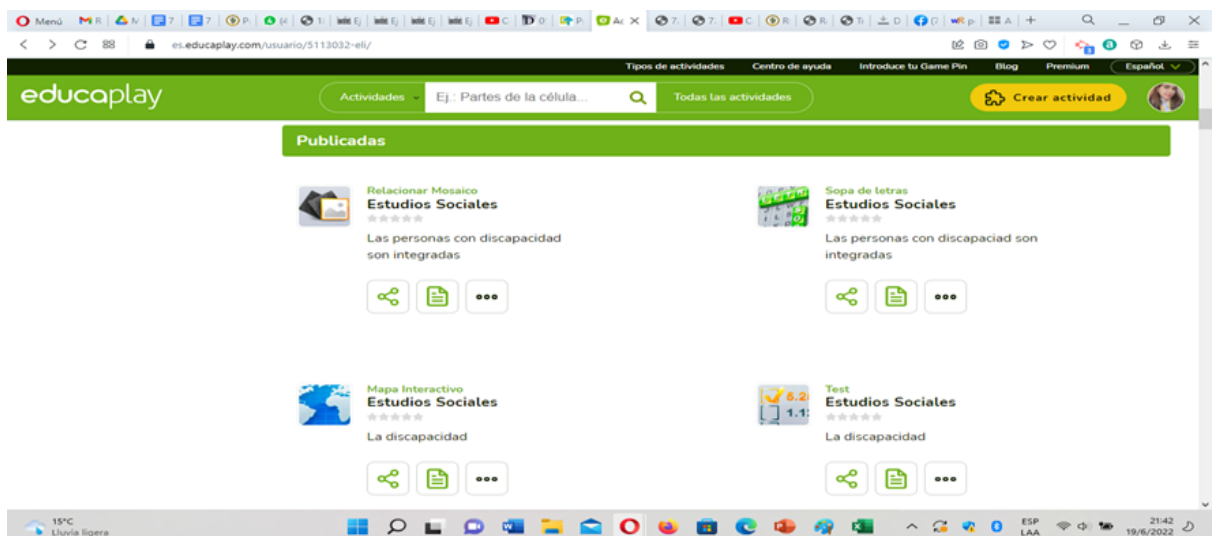 Menú
es.educaplay.com/usuario/5113032-eli/
Tipos de actividades Centro de ayuda Introduce tu Game Pin Blog Premium Español
educaplay
Actividades Ej.: Partes de la célula... Todas las actividades Crear actividad
Publicadas
Relacionar Mosaico
Estudios Sociales
Las personas con discapacidad
son integradas
Sopa de letras
Estudios Sociales
Las personas con discapaciad son
integradas
Mapa Interactivo
Estudios Sociales
La discapacidad
Test
Estudios Sociales
La discapacidad
15°C
Lluvia ligera
ESP
LAA
21:42
19/6/2022